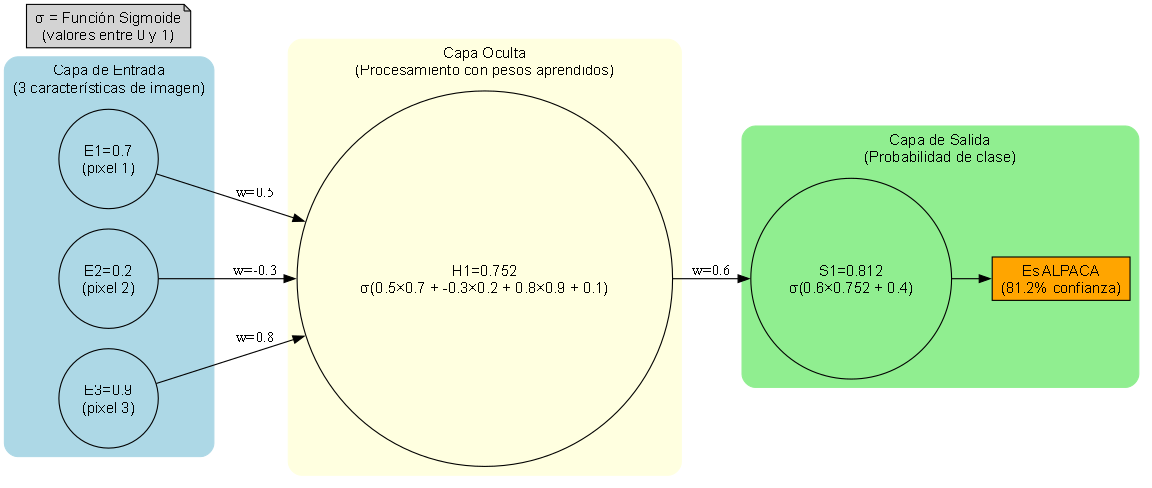 σ = Función Sigmoide
(valores entre 0 y 1)
Capa de Entrada
(3 características de imagen)
E1=0.7
(pixel 1)
E2=0.2
(pixel 2)
E3=0.9
(pixel 3)
w=0.5
w=-0.3
w=0.8
Capa Oculta
(Procesamiento con pesos aprendidos)
H1=0.752
σ(0.5×0.7 + -0.3×0.2 + 0.8×0.9 + 0.1)
w=0.6
Capa de Salida
(Probabilidad de clase)
S1=0.812
σ(0.6×0.752 + 0.4)
Es ALPACA
(81.2% confianza)